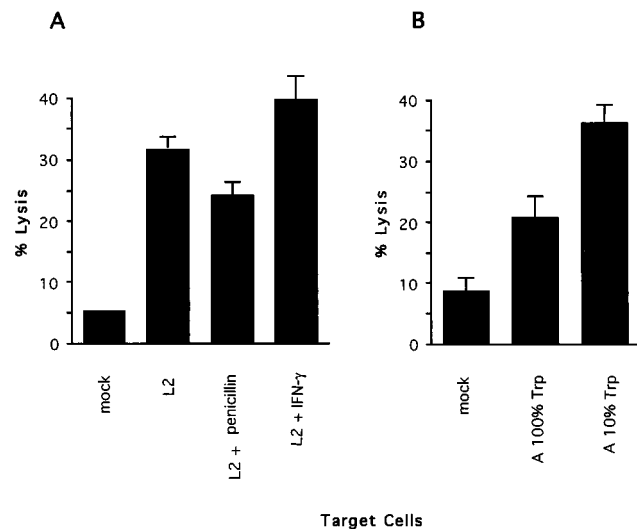 A
B
% Lysis
40
30
20
10
0
mock
L2
L2 + penicillin
L2 + IFN-γ
% Lysis
40
30
20
10
0
mock
A 100% Trp
A 10% Trp
Target Cells